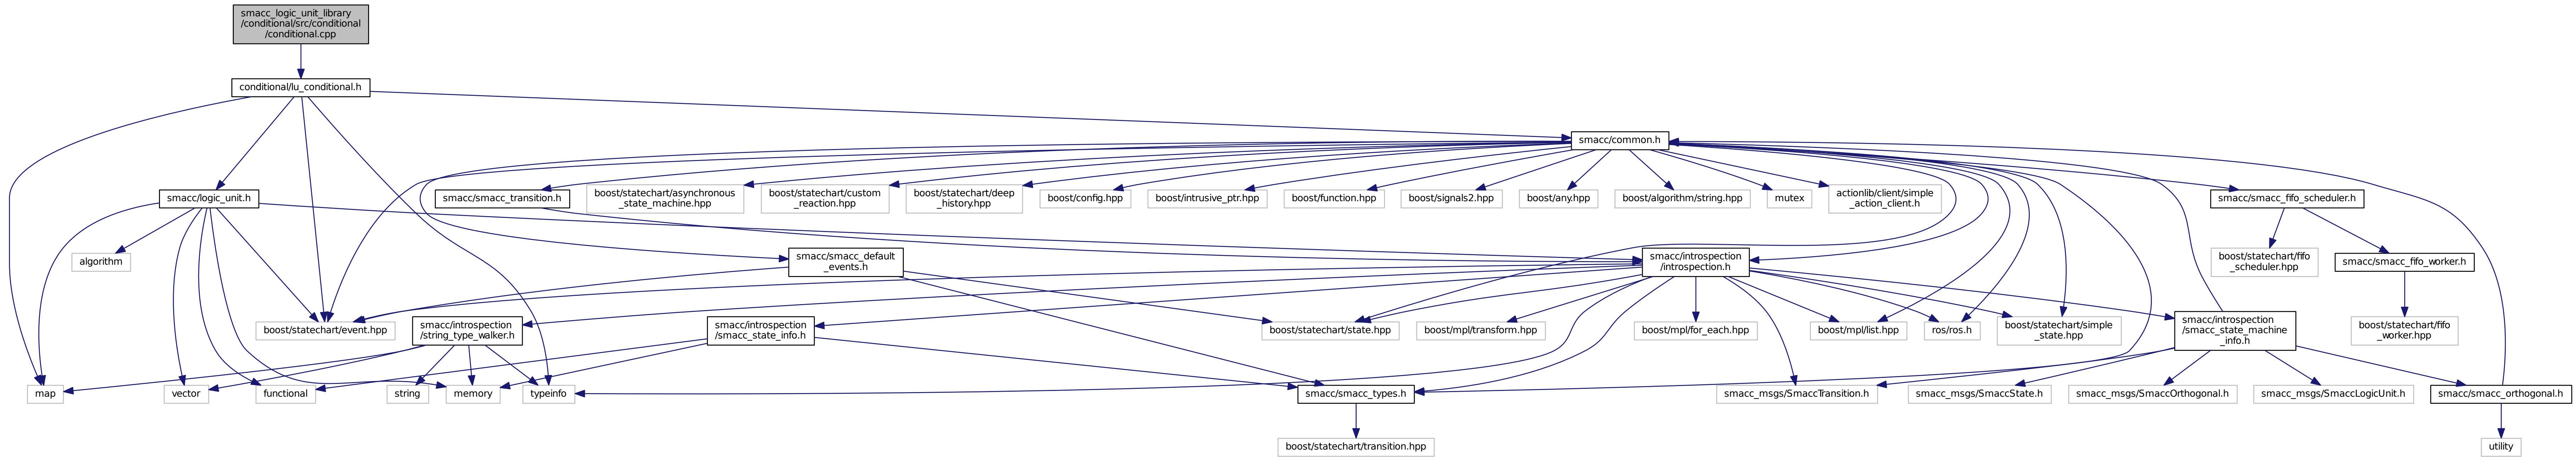 smacc_logic_unit_library
/conditional/src/conditional
/conditional.cpp
conditional/lu_conditional.h
smacc/common.h
smacc/logic_unit.h
smacc/smacc_transition.h
boost/statechart/asynchronous
_state_machine.hpp
boost/statechart/custom
_reaction.hpp
boost/statechart/deep
_history.hpp
boost/config.hpp
boost/intrusive_ptr.hpp
boost/function.hpp
boost/signals2.hpp
boost/any.hpp
boost/algorithm/string.hpp
mutex
actionlib/client/simple
_action_client.h
smacc/smacc_fifo_scheduler.h
algorithm
smacc/smacc_default
_events.h
smacc/introspection
/introspection.h
boost/statechart/fifo
_scheduler.hpp
smacc/smacc_fifo_worker.h
boost/statechart/event.hpp
smacc/introspection
/string_type_walker.h
smacc/introspection
/smacc_state_info.h
boost/statechart/state.hpp
boost/mpl/transform.hpp
boost/mpl/for_each.hpp
boost/mpl/list.hpp
ros/ros.h
boost/statechart/simple
_state.hpp
smacc/introspection
/smacc_state_machine
_info.h
boost/statechart/fifo
_worker.hpp
map
vector
functional
string
memory
typeinfo
smacc/smacc_types.h
smacc_msgs/SmaccTransition.h
smacc_msgs/SmaccState.h
smacc_msgs/SmaccOrthogonal.h
smacc_msgs/SmaccLogicUnit.h
smacc/smacc_orthogonal.h
boost/statechart/transition.hpp
utility